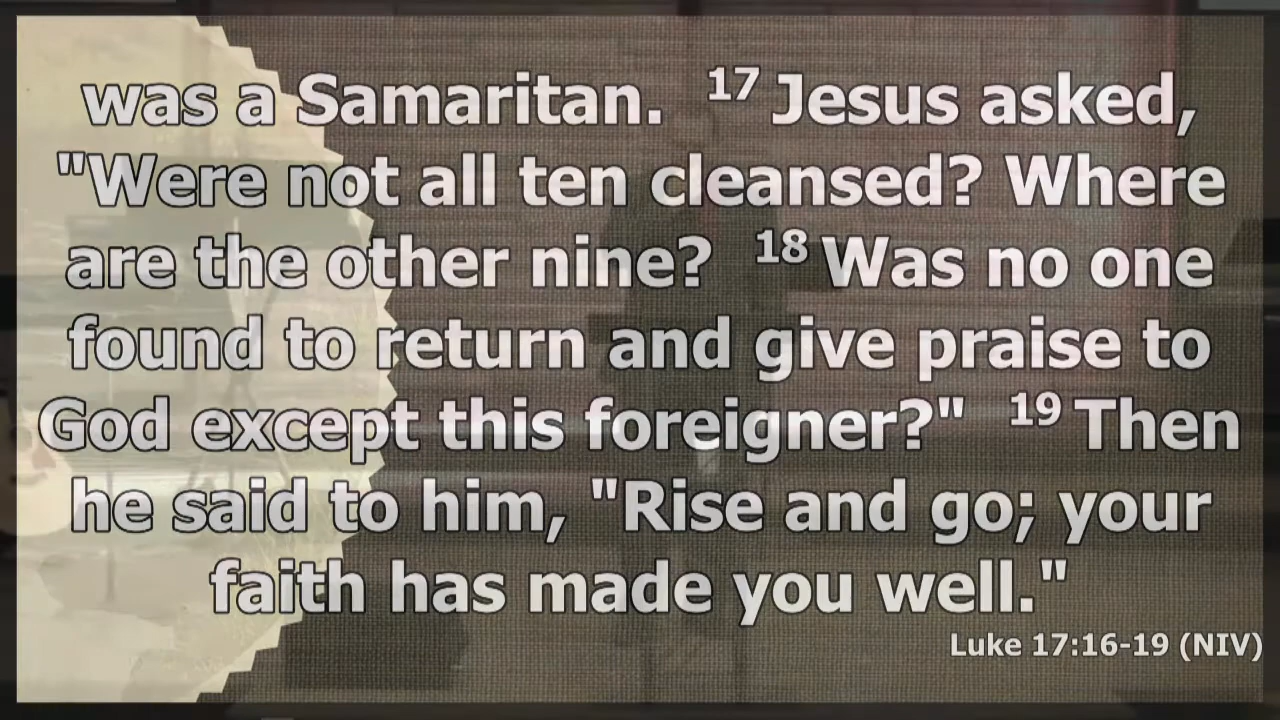 was a Samaritan. 17 Jesus asked,
"Were not all ten cleansed? Where
are the other nine? 18 Was no one
found to return and give praise to
God except this foreigner?" 19 Then
he said to him, "Rise and go; your
faith has made you well."
Luke 17:16-19 (NIV)